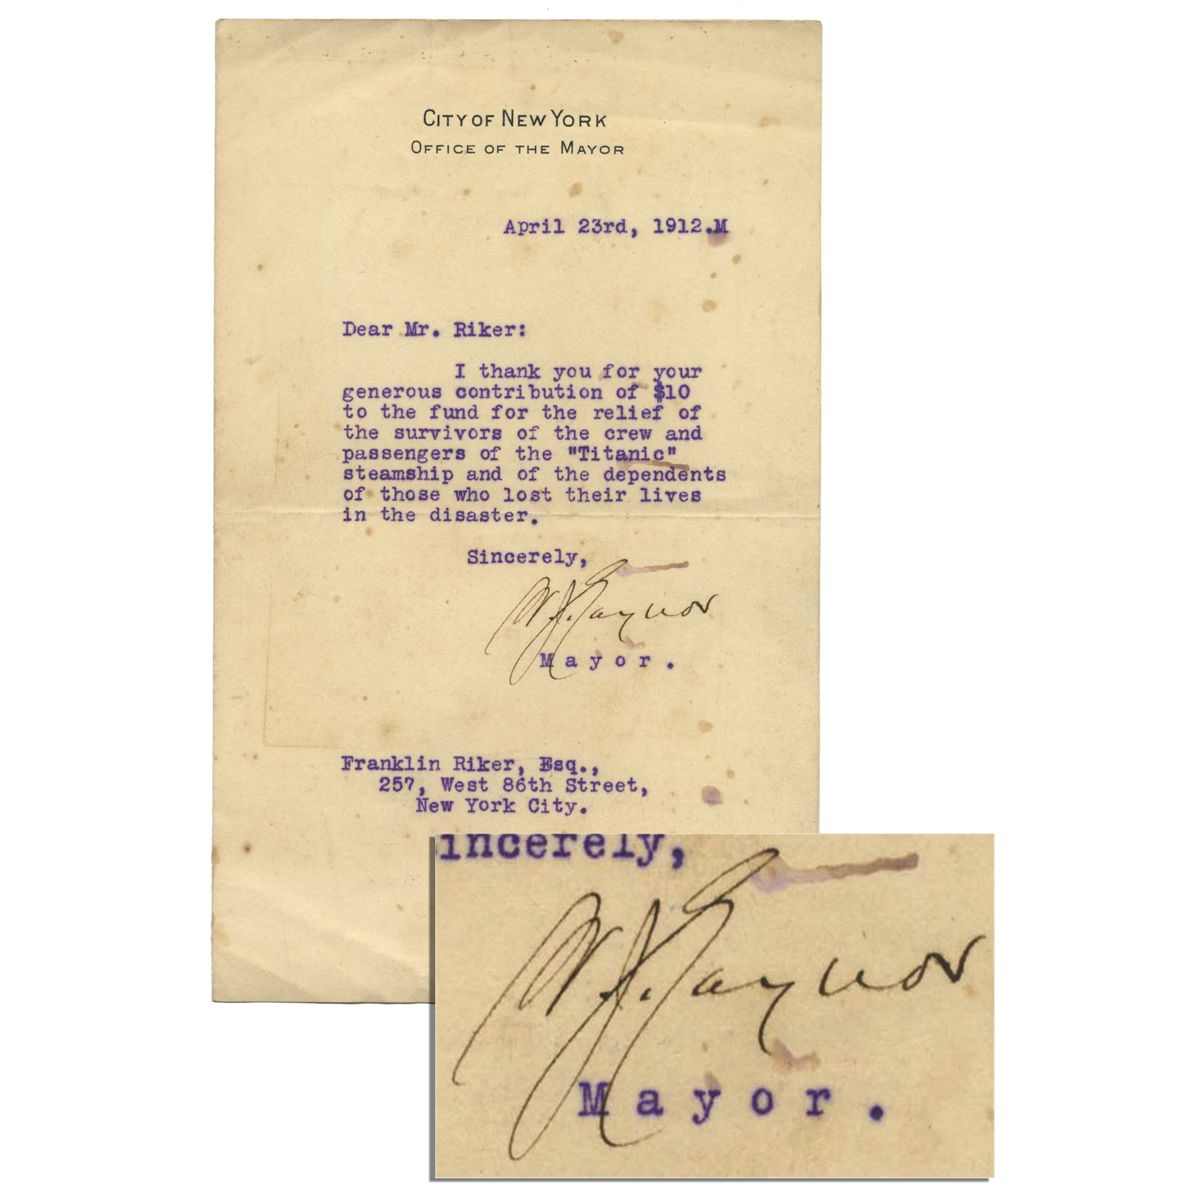 CITY OF NEW YORK
OFFICE OF THE MAYOR
April 23rd, 1912.M
Dear Mr. Riker:
I thank you for your
generous contribution of $10
to the fund for the relief of
the survivors of the crew and
passengers of the "Titanic"
steamship and of the dependents
of those who lost their lives
in the disaster.
Sincerely,
W. J. Gaynor
Mayor.
Franklin Riker, Esq.,
257, West 86th Street,
New York City.
incerely,
W. J. Gaynor
Mayor.